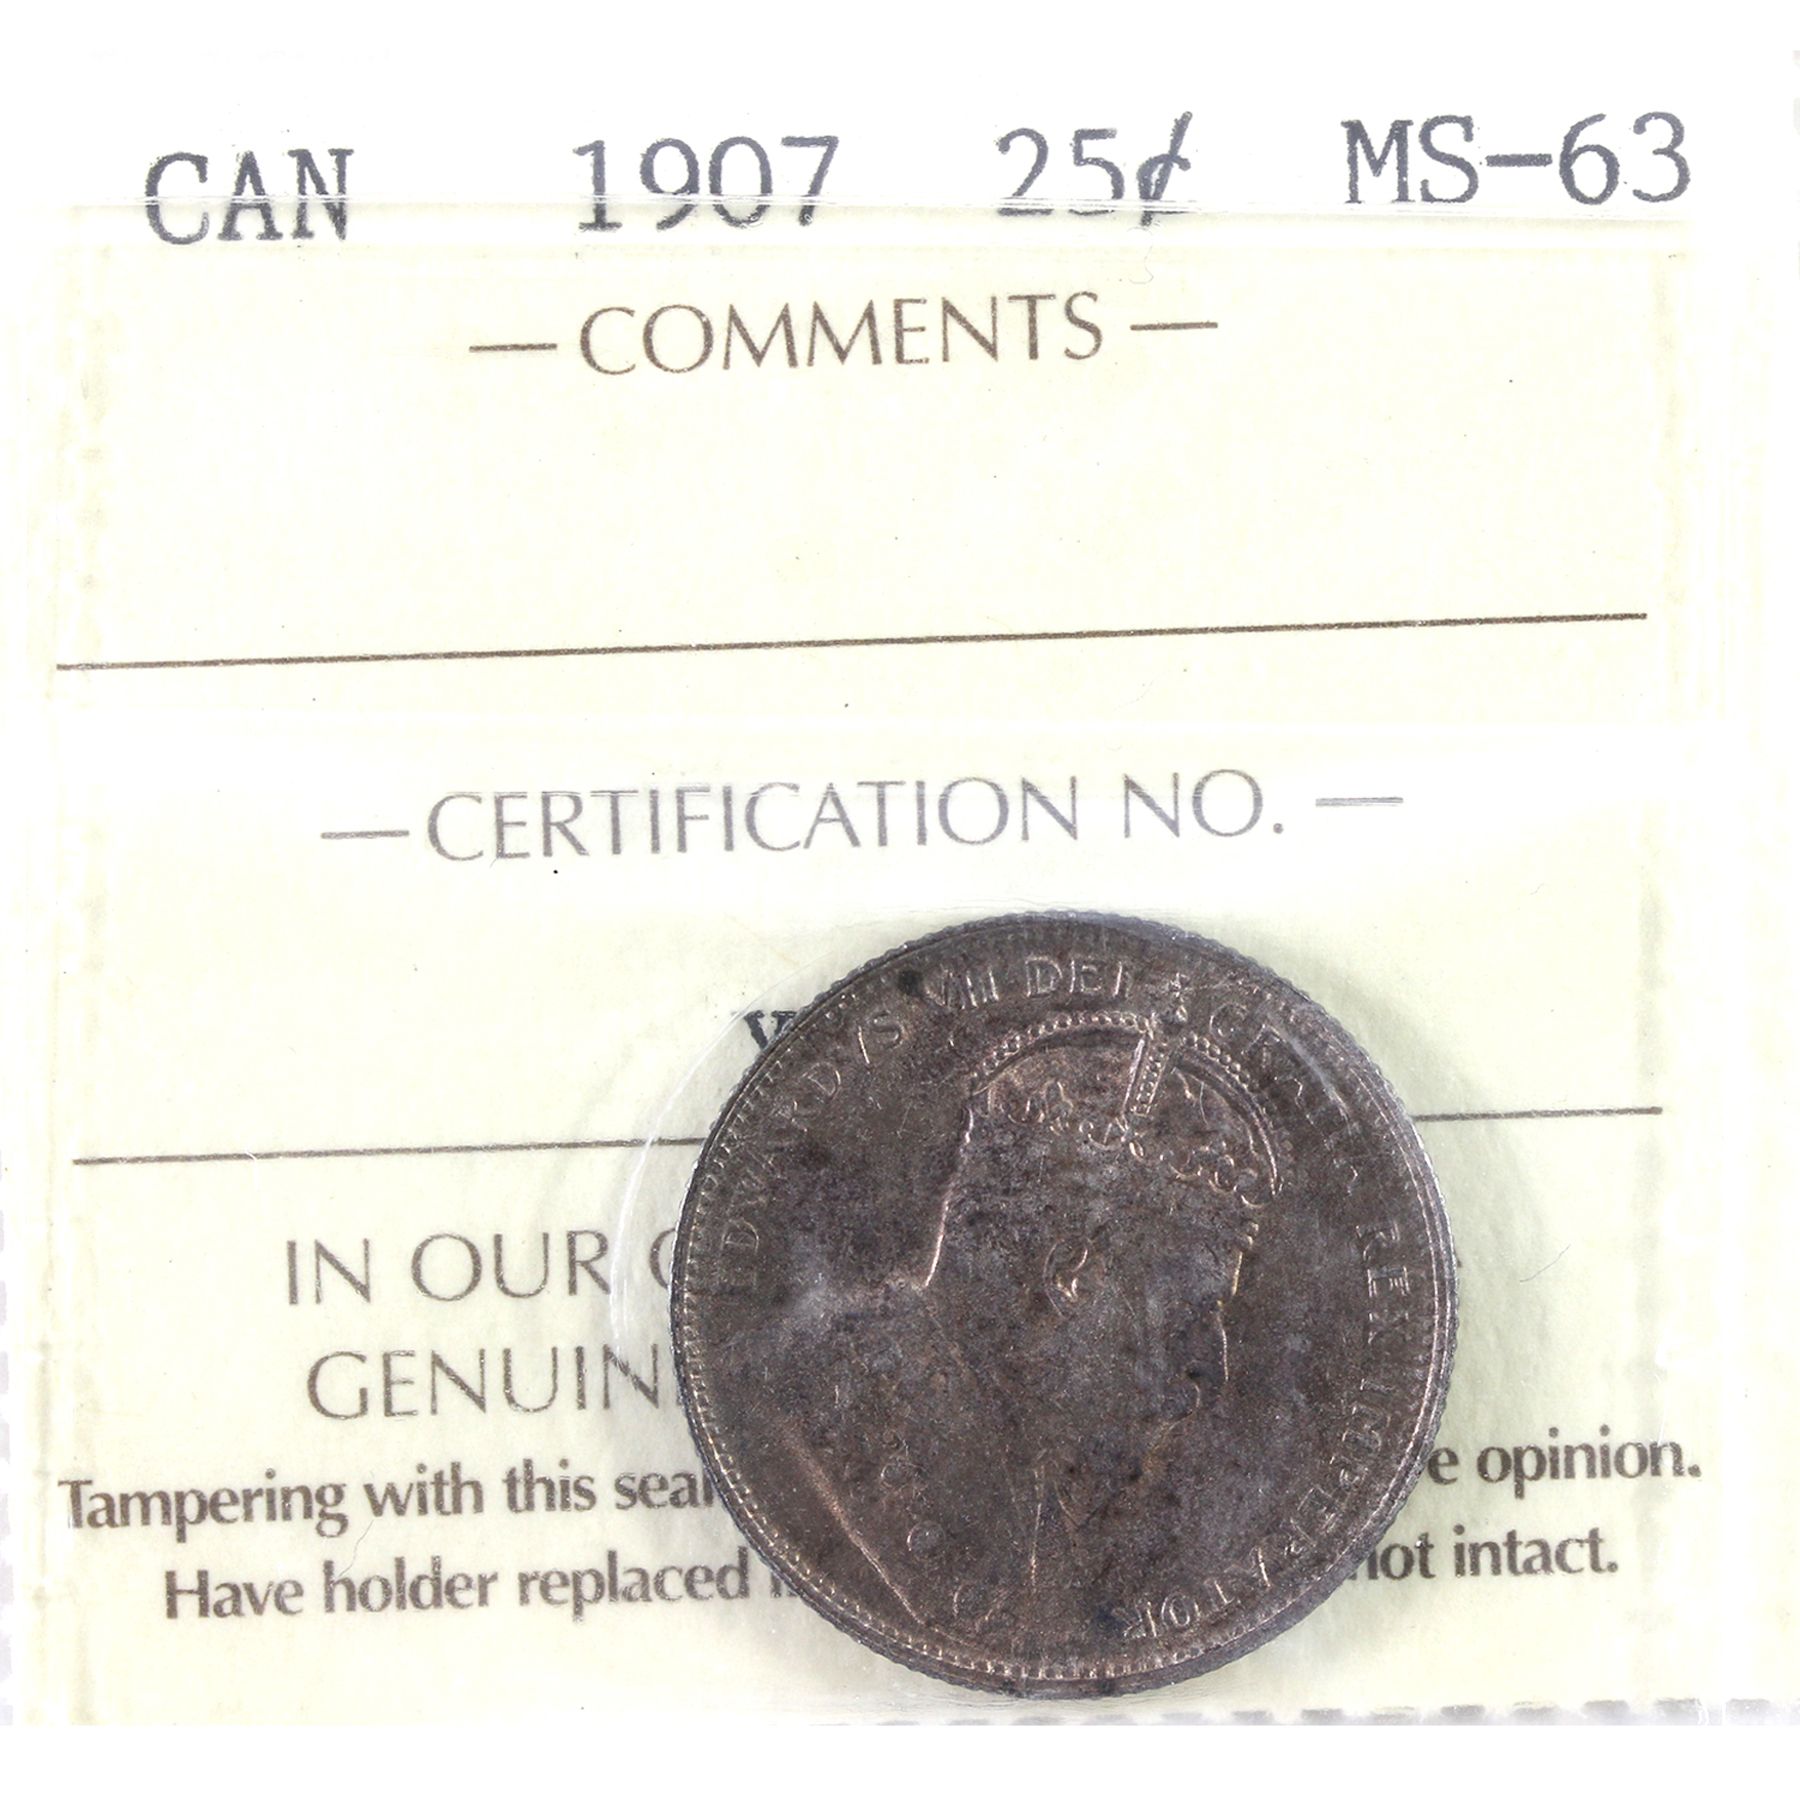 CAN 1907 25¢ MS-63
— COMMENTS —
— CERTIFICATION NO. —
IN OUR
GENUIN
Tampering with this seal e opinion.
Have holder replaced not intact.
EDWARDVS VII DEI GRATIA REX IMPERATOR